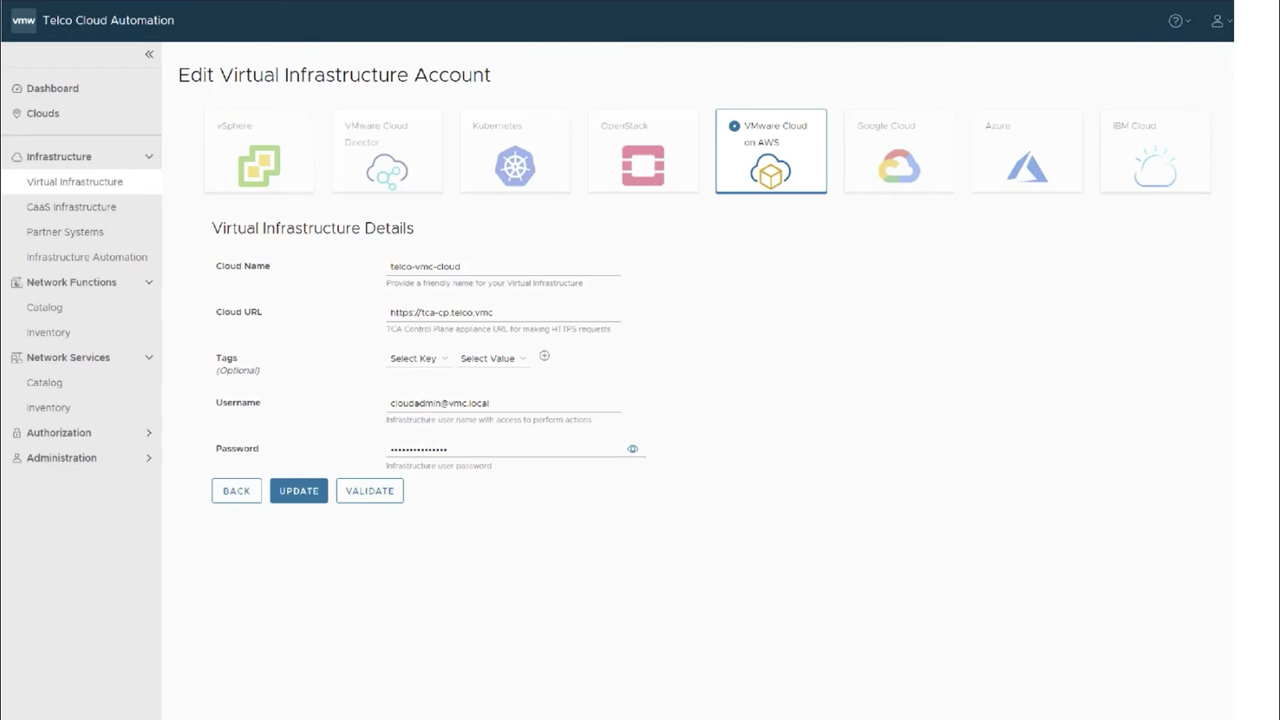 vmw Telco Cloud Automation
Dashboard
Clouds
Infrastructure
Virtual Infrastructure
CaaS Infrastructure
Partner Systems
Infrastructure Automation
Network Functions
Catalog
Inventory
Network Services
Catalog
Inventory
Authorization
Administration
Edit Virtual Infrastructure Account
vSphere
VMware Cloud
Director
Kubernetes
OpenStack
VMware Cloud
on AWS
Google Cloud
Azure
IBM Cloud
Virtual Infrastructure Details
Cloud Name
telco-vmc-cloud
Provide a friendly name for your Virtual Infrastructure
Cloud URL
https://tca-cp.telco.vmc
TCA Control Plane appliance URL for making HTTPS requests
Tags
(Optional)
Select Key Select Value
Username
cloudadmin@vmc.local
Infrastructure user name with access to perform actions
Password
•••••••••••••••
Infrastructure user password
BACK UPDATE VALIDATE